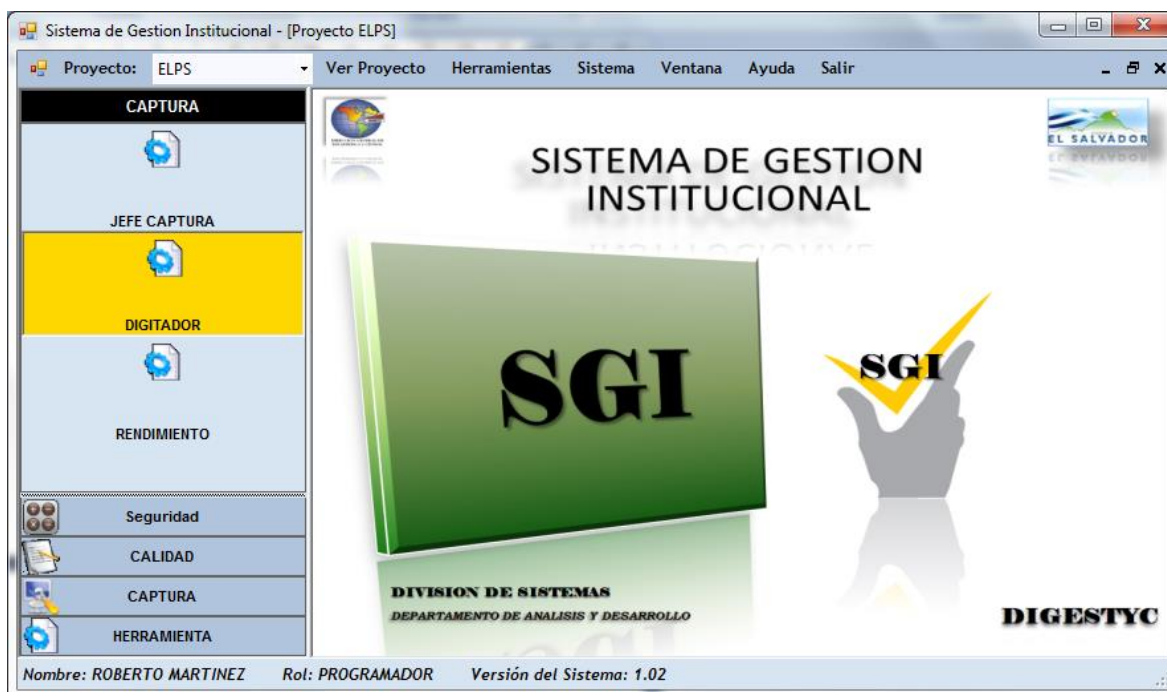 Sistema de Gestion Institucional - [Proyecto ELPS]
Proyecto: ELPS Ver Proyecto Herramientas Sistema Ventana Ayuda Salir
CAPTURA
JEFE CAPTURA
DIGITADOR
RENDIMIENTO
Seguridad
CALIDAD
CAPTURA
HERRAMIENTA
EL SALVADOR
SISTEMA DE GESTION
INSTITUCIONAL
SGI
SGI
DIVISION DE SISTEMAS
DEPARTAMENTO DE ANALISIS Y DESARROLLO
DIGESTYC
Nombre: ROBERTO MARTINEZ Rol: PROGRAMADOR Versión del Sistema: 1.02